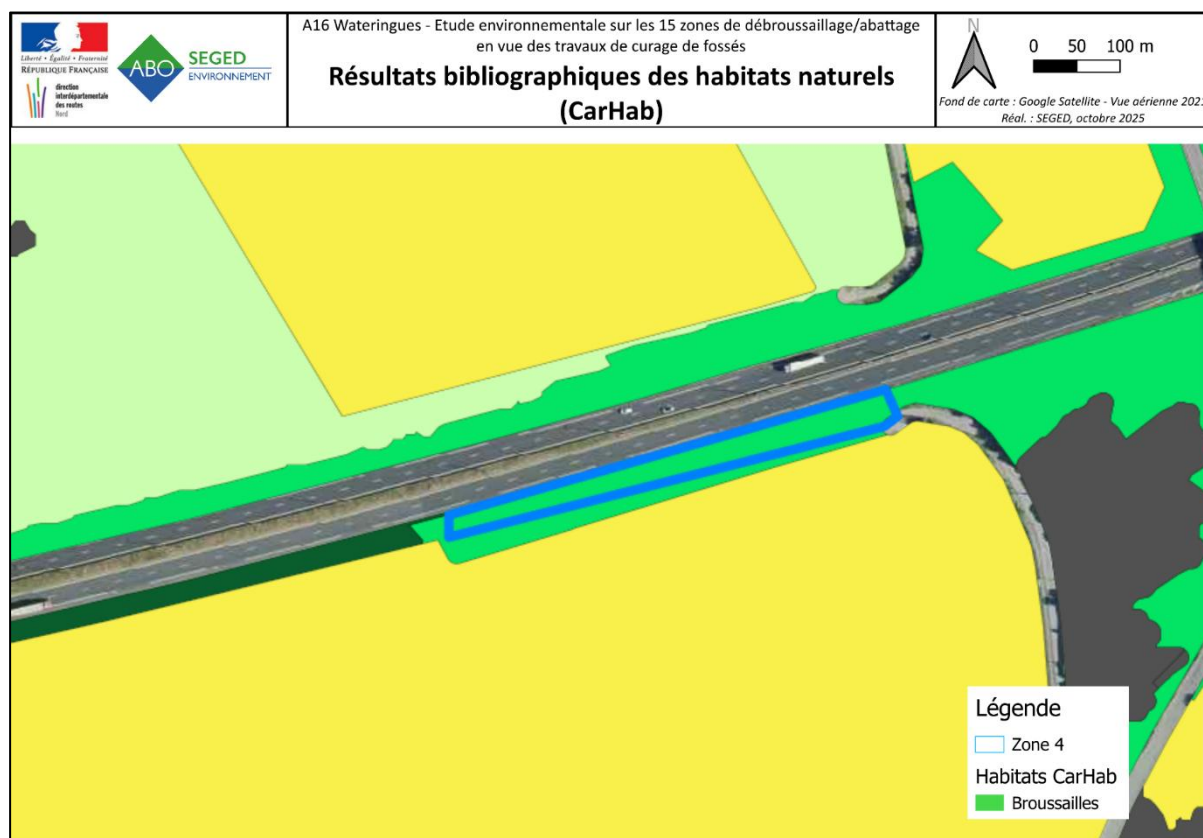 Liberté • Égalité • Fraternité
RÉPUBLIQUE FRANÇAISE
direction
interdépartementale
des routes
Nord
ABO
SEGED
ENVIRONNEMENT
A16 Wateringues - Etude environnementale sur les 15 zones de débroussaillage/abattage
en vue des travaux de curage de fossés
Résultats bibliographiques des habitats naturels
(CarHab)
N
0 50 100 m
Fond de carte : Google Satellite - Vue aérienne
Réal. : SEGED, octobre 2025
Légende
Zone 4
Habitats CarHab
Broussailles